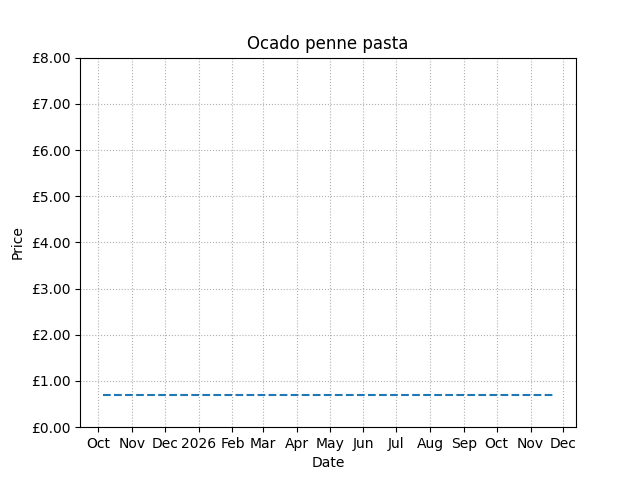 Ocado penne pasta
£8.00
£7.00
£6.00
£5.00
£4.00
£3.00
£2.00
£1.00
£0.00
Price
Oct Nov Dec 2026 Feb Mar Apr May Jun Jul Aug Sep Oct Nov Dec
Date